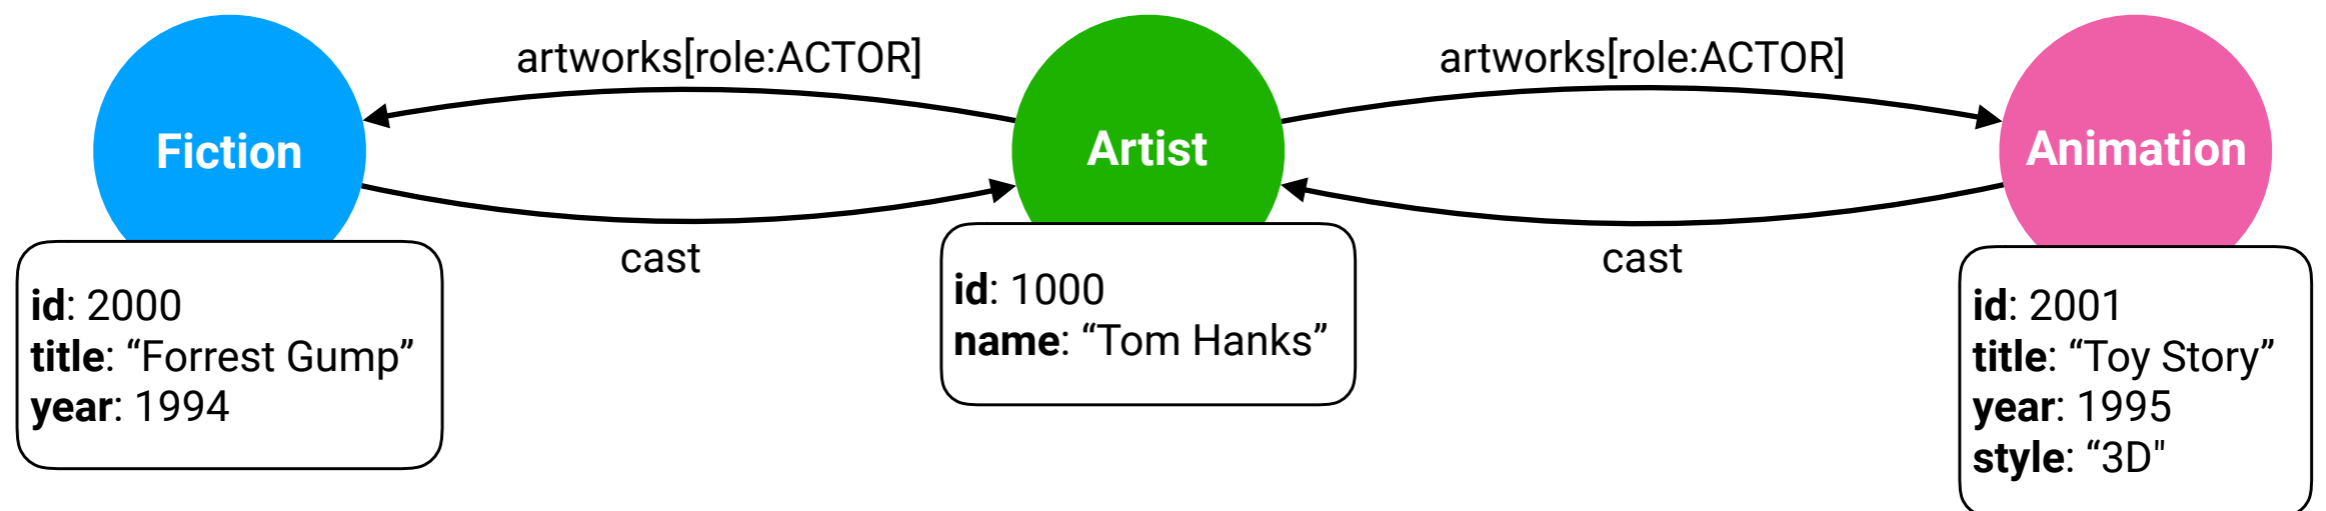 artworks[role:ACTOR]
artworks[role:ACTOR]
Fiction
Artist
Animation
cast
cast
id: 2000
title: “Forrest Gump”
year: 1994
id: 1000
name: “Tom Hanks”
id: 2001
title: “Toy Story”
year: 1995
style: “3D"